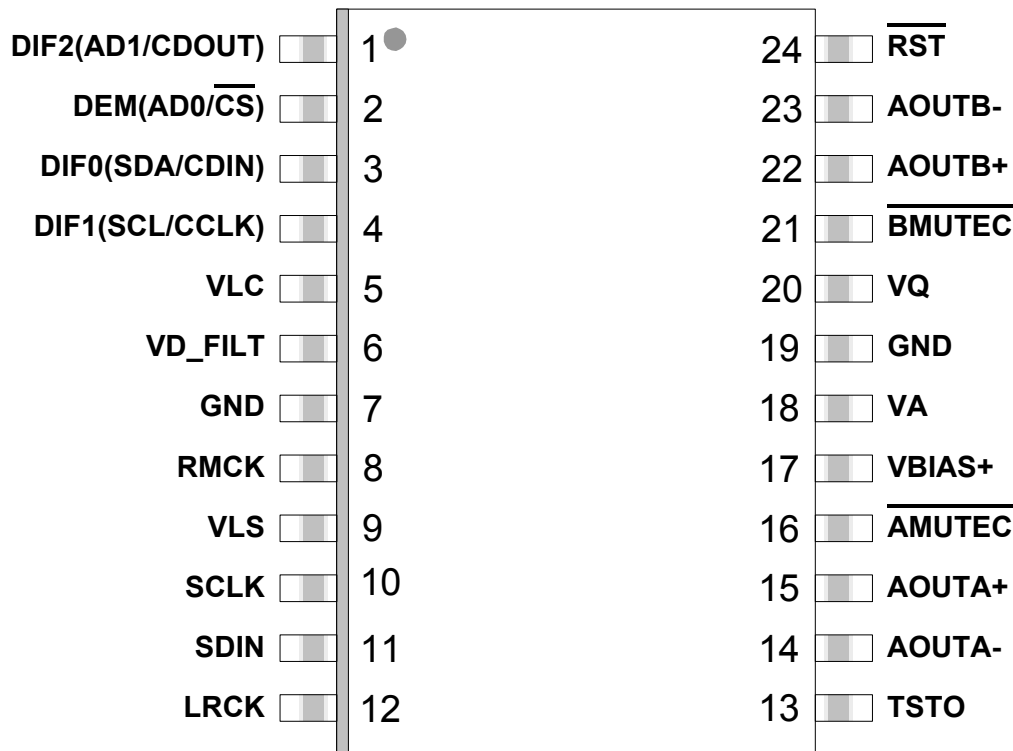 DIF2(AD1/CDOUT) 1 24 RST
DEM(AD0/CS) 2 23 AOUTB-
DIF0(SDA/CDIN) 3 22 AOUTB+
DIF1(SCL/CCLK) 4 21 BMUTEC
VLC 5 20 VQ
VD_FILT 6 19 GND
GND 7 18 VA
RMCK 8 17 VBIAS+
VLS 9 16 AMUTEC
SCLK 10 15 AOUTA+
SDIN 11 14 AOUTA-
LRCK 12 13 TSTO